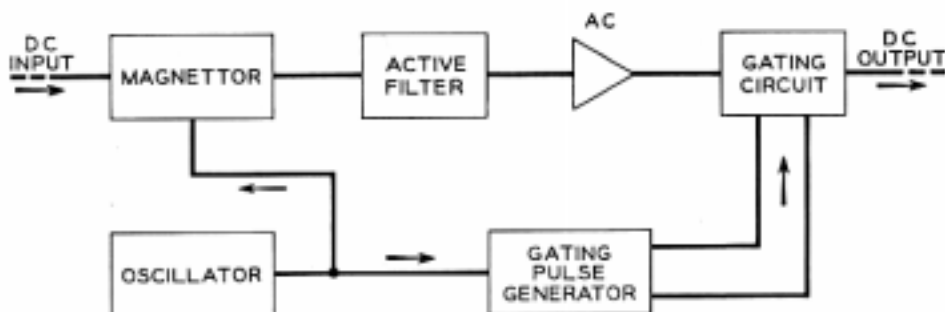 DC
INPUT
MAGNETTOR
ACTIVE
FILTER
AC
GATING
CIRCUIT
DC
OUTPUT
OSCILLATOR
GATING
PULSE
GENERATOR